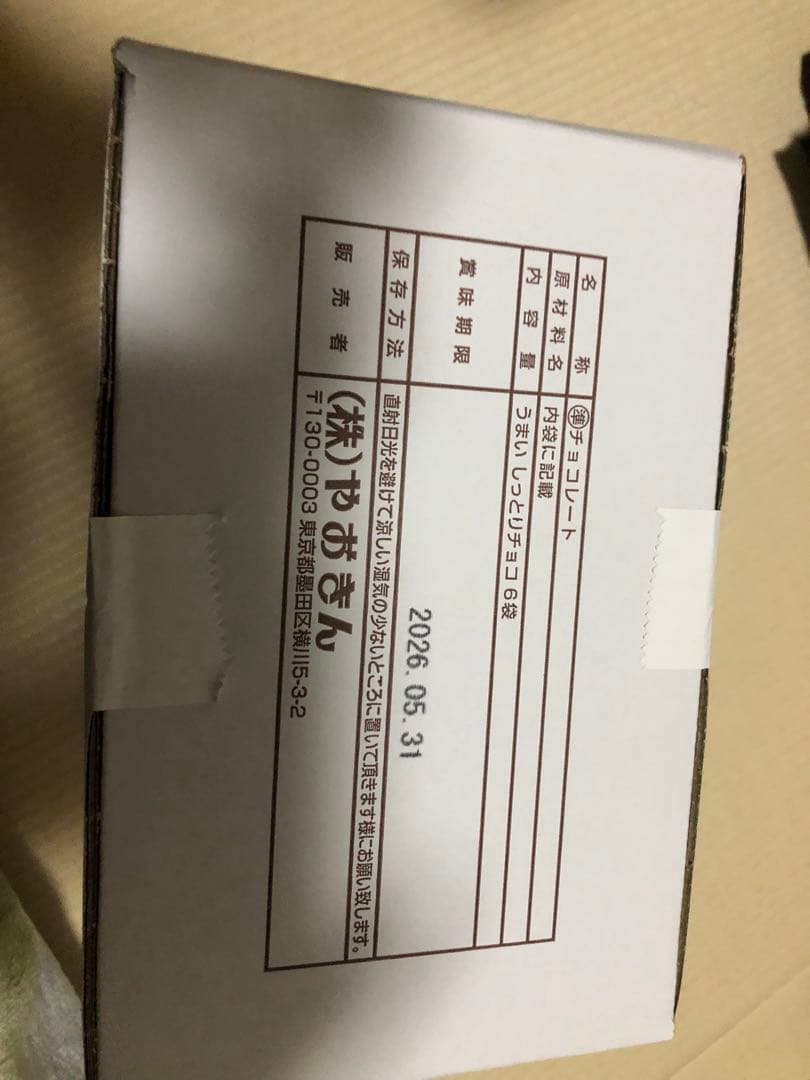 名称 ㊜チョコレート
原材料名 内袋に記載
内容量 うまい しっとりチョコ 6袋
賞味期限 2026.05.31
保存方法 直射日光を避けて涼しい湿気の少ないところに置いて頂きます様にお願い致します。
販売者 (株)やおきん
〒130-0003 東京都墨田区横川5-3-2